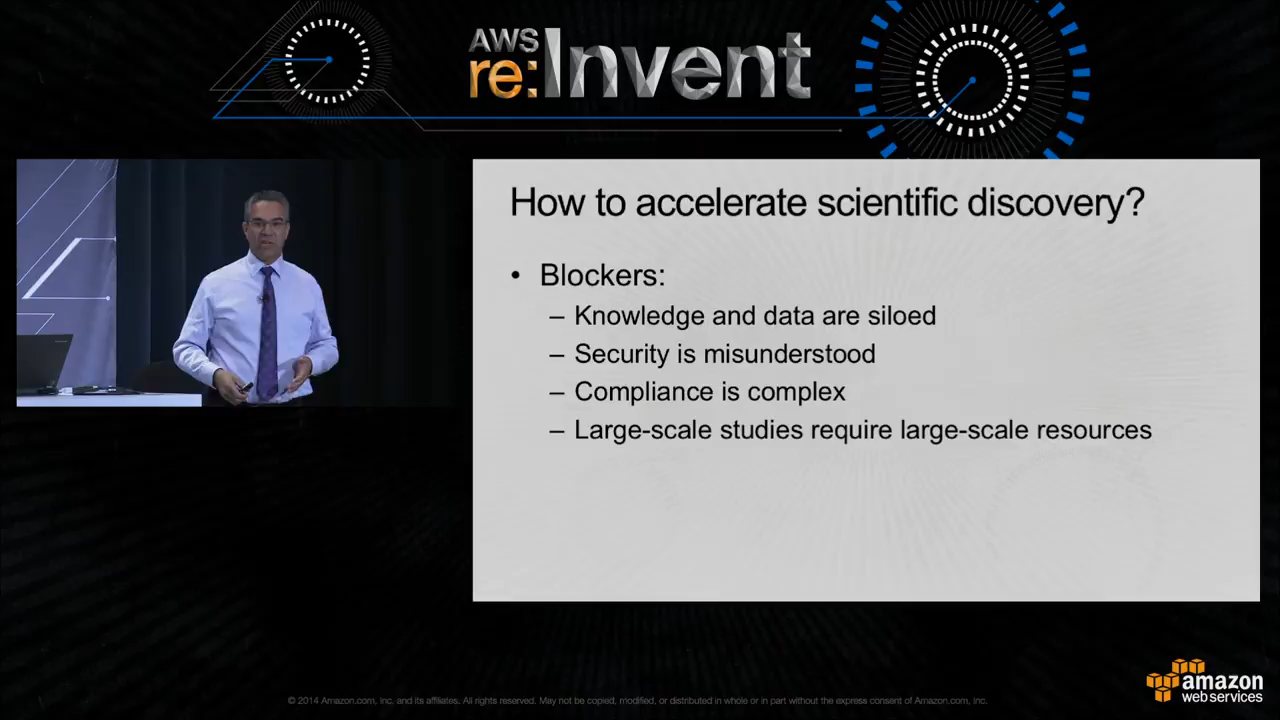 AWS
re:Invent
How to accelerate scientific discovery?
• Blockers:
– Knowledge and data are siloed
– Security is misunderstood
– Compliance is complex
– Large-scale studies require large-scale resources
amazon
web services
© 2014 Amazon.com, Inc. and its affiliates. All rights reserved. May not be copied, modified, or distributed in whole or in part without the express consent of Amazon.com, Inc.